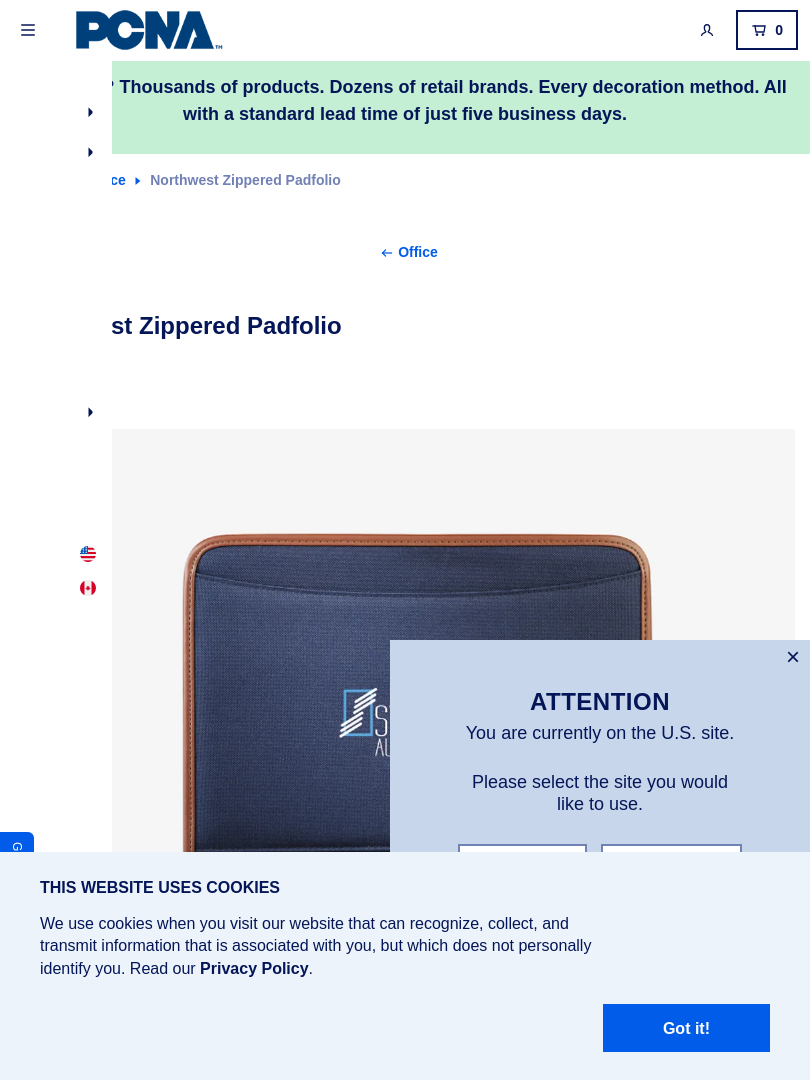 PCNA™
0
? Thousands of products. Dozens of retail brands. Every decoration method. All
with a standard lead time of just five business days.
ce
Northwest Zippered Padfolio
Office
st Zippered Padfolio
ATTENTION
You are currently on the U.S. site.
Please select the site you would
like to use.
G
THIS WEBSITE USES COOKIES
We use cookies when you visit our website that can recognize, collect, and
transmit information that is associated with you, but which does not personally
identify you. Read our Privacy Policy.
Got it!